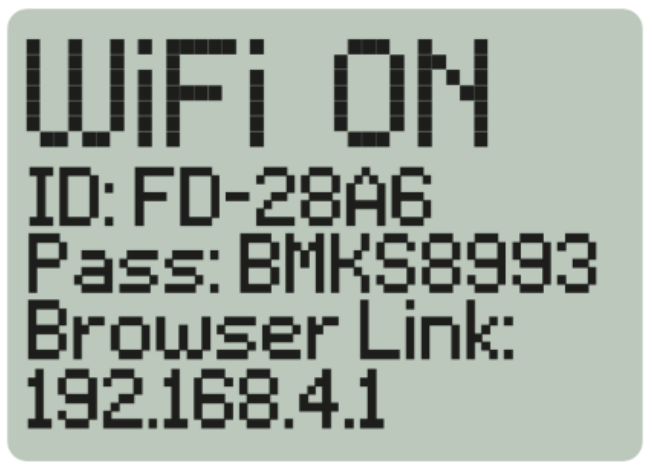 WiFi ON
ID: FD-28A6
Pass: BMKS8993
Browser Link:
192.168.4.1